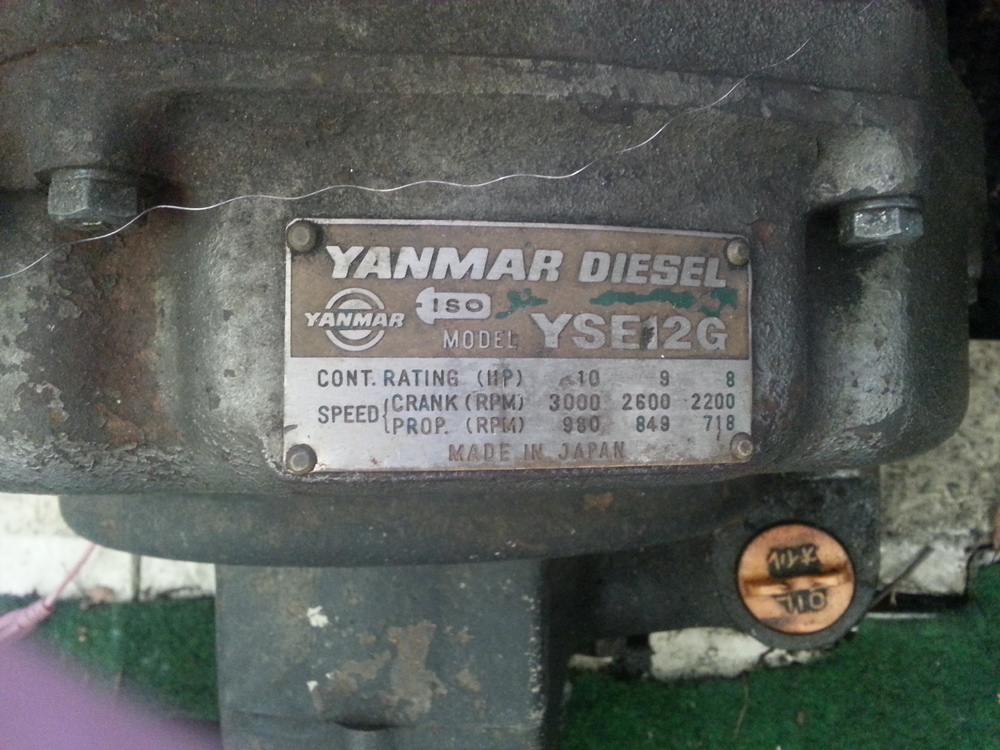 YANMAR DIESEL
ISO
YANMAR
MODEL YSE12G
CONT. RATING (HP) 10 9 8
SPEED { CRANK (RPM) 3000 2600 2200
PROP. (RPM) 980 849 718
MADE IN JAPAN
OIL